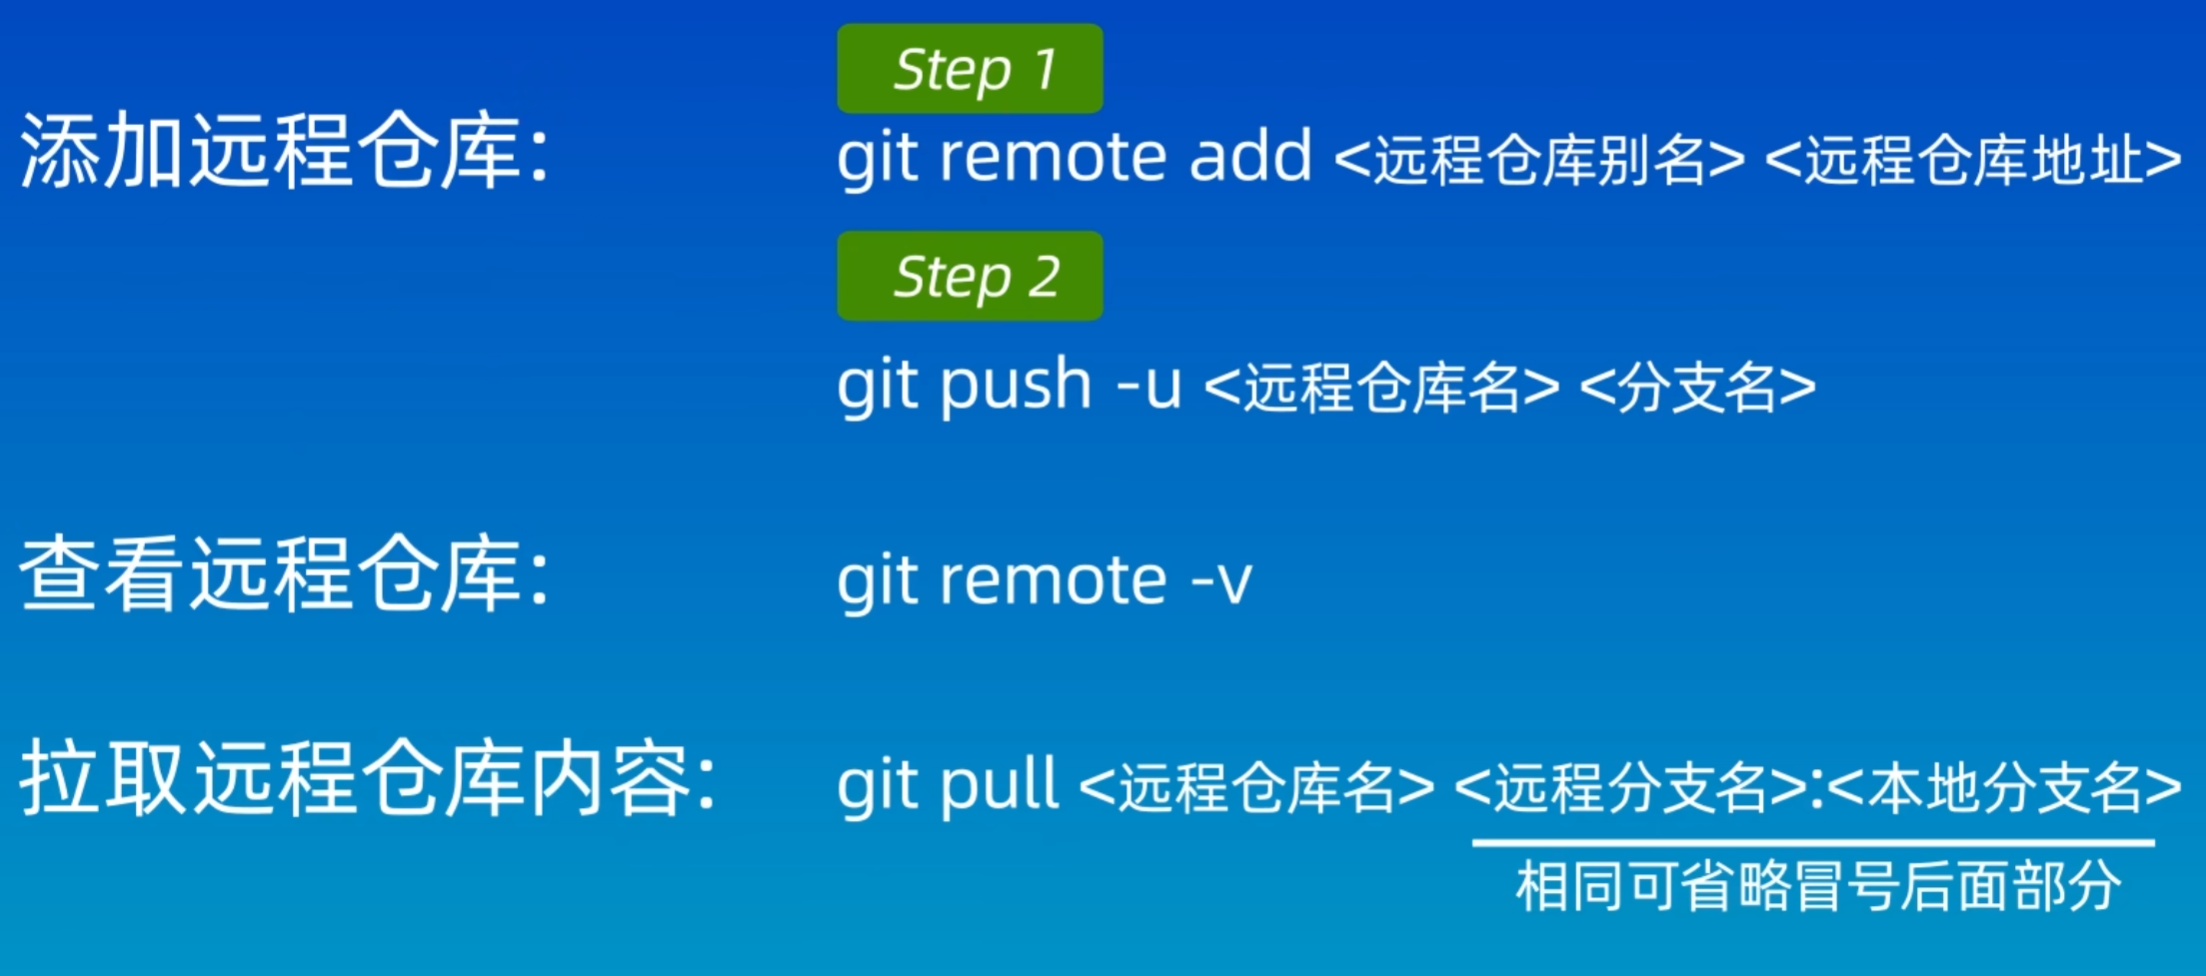 Step 1
添加远程仓库: git remote add <远程仓库别名> <远程仓库地址>
Step 2
git push -u <远程仓库名> <分支名>
查看远程仓库: git remote -v
拉取远程仓库内容: git pull <远程仓库名> <远程分支名>:<本地分支名>
相同可省略冒号后面部分